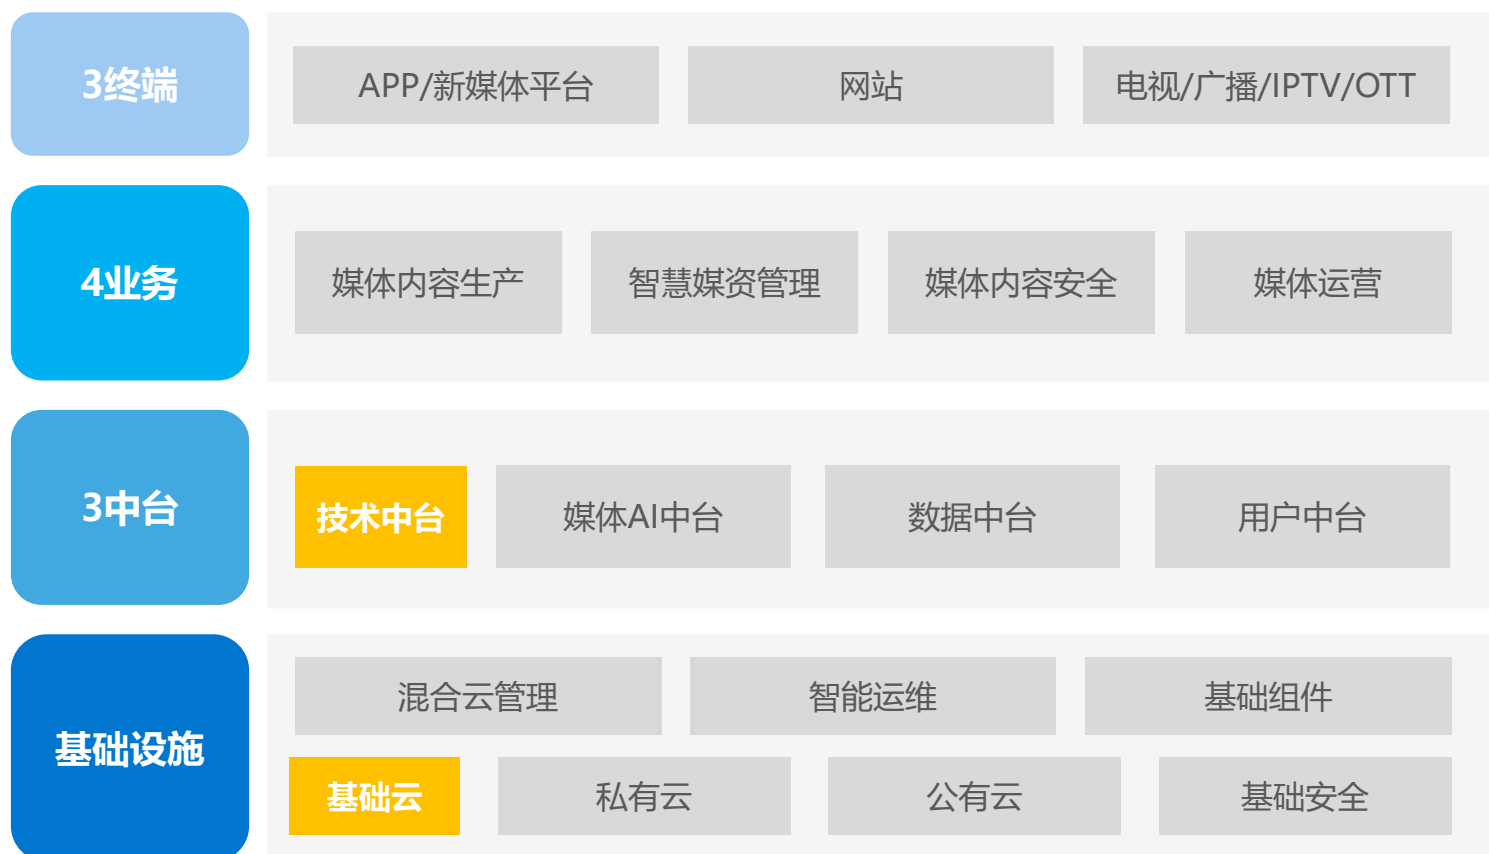 3终端
APP/新媒体平台
网站
电视/广播/IPTV/OTT
4业务
媒体内容生产
智慧媒资管理
媒体内容安全
媒体运营
3中台
技术中台
媒体AI中台
数据中台
用户中台
基础设施
混合云管理
智能运维
基础组件
基础云
私有云
公有云
基础安全